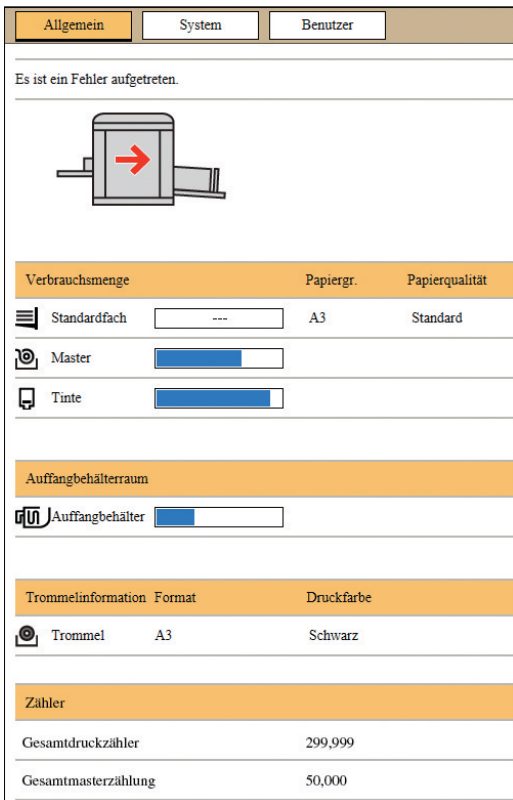 Allgemein System Benutzer
Es ist ein Fehler aufgetreten.
Verbrauchsmenge Papiergr. Papierqualität
Standardfach --- A3 Standard
Master
Tinte
Auffangbehälterraum
Auffangbehälter
Trommelinformation Format Druckfarbe
Trommel A3 Schwarz
Zähler
Gesamtdruckzähler 299,999
Gesamtmasterzählung 50,000